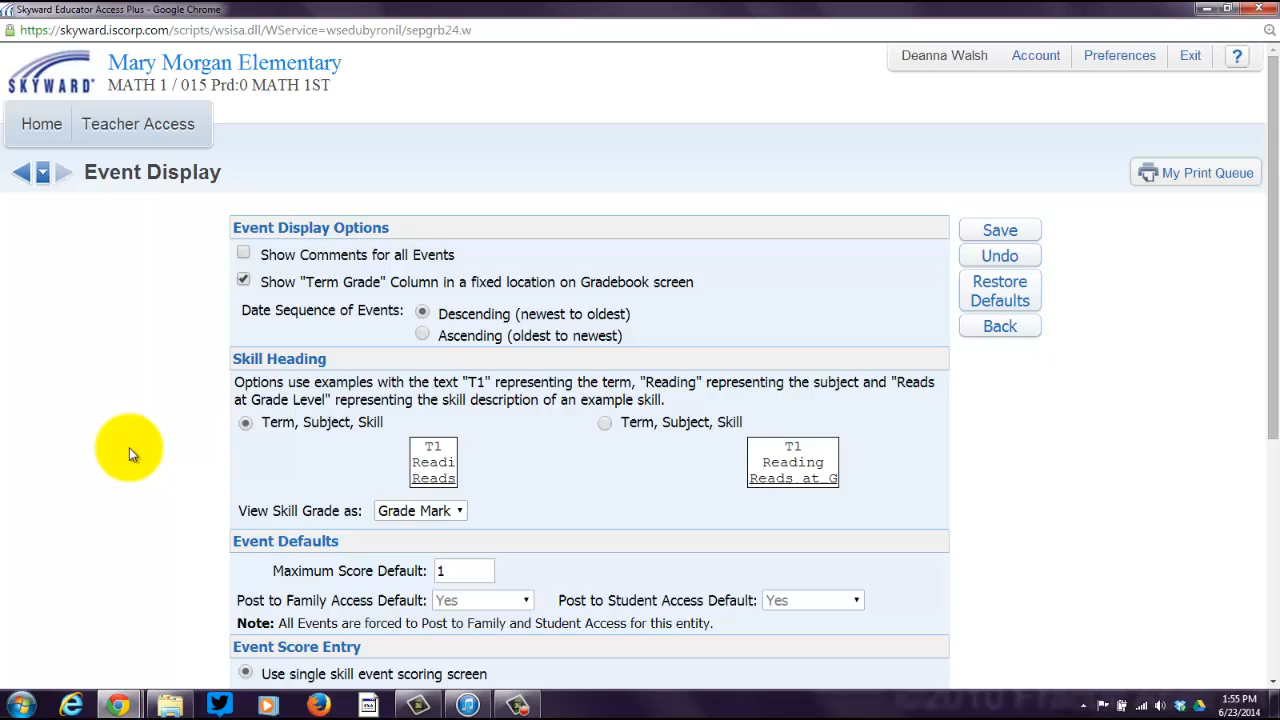 Skyward Educator Access Plus - Google Chrome
https://skyward.iscorp.com/scripts/wsisa.dll/WService=wsedubyronil/sepgrb24.w
SKYWARD
Mary Morgan Elementary
MATH 1 / 015 Prd:0 MATH 1ST
Deanna Walsh Account Preferences Exit ?
Home Teacher Access
Event Display
My Print Queue
Event Display Options
Show Comments for all Events
Show "Term Grade" Column in a fixed location on Gradebook screen
Date Sequence of Events: Descending (newest to oldest)
Ascending (oldest to newest)
Save
Undo
Restore
Defaults
Back
Skill Heading
Options use examples with the text "T1" representing the term, "Reading" representing the subject and "Reads
at Grade Level" representing the skill description of an example skill.
Term, Subject, Skill Term, Subject, Skill
T1 T1
Readi Reading
Reads Reads_at_G
View Skill Grade as: Grade Mark
Event Defaults
Maximum Score Default: 1
Post to Family Access Default: Yes Post to Student Access Default: Yes
Note: All Events are forced to Post to Family and Student Access for this entity.
Event Score Entry
Use single skill event scoring screen
1:55 PM
6/23/2014